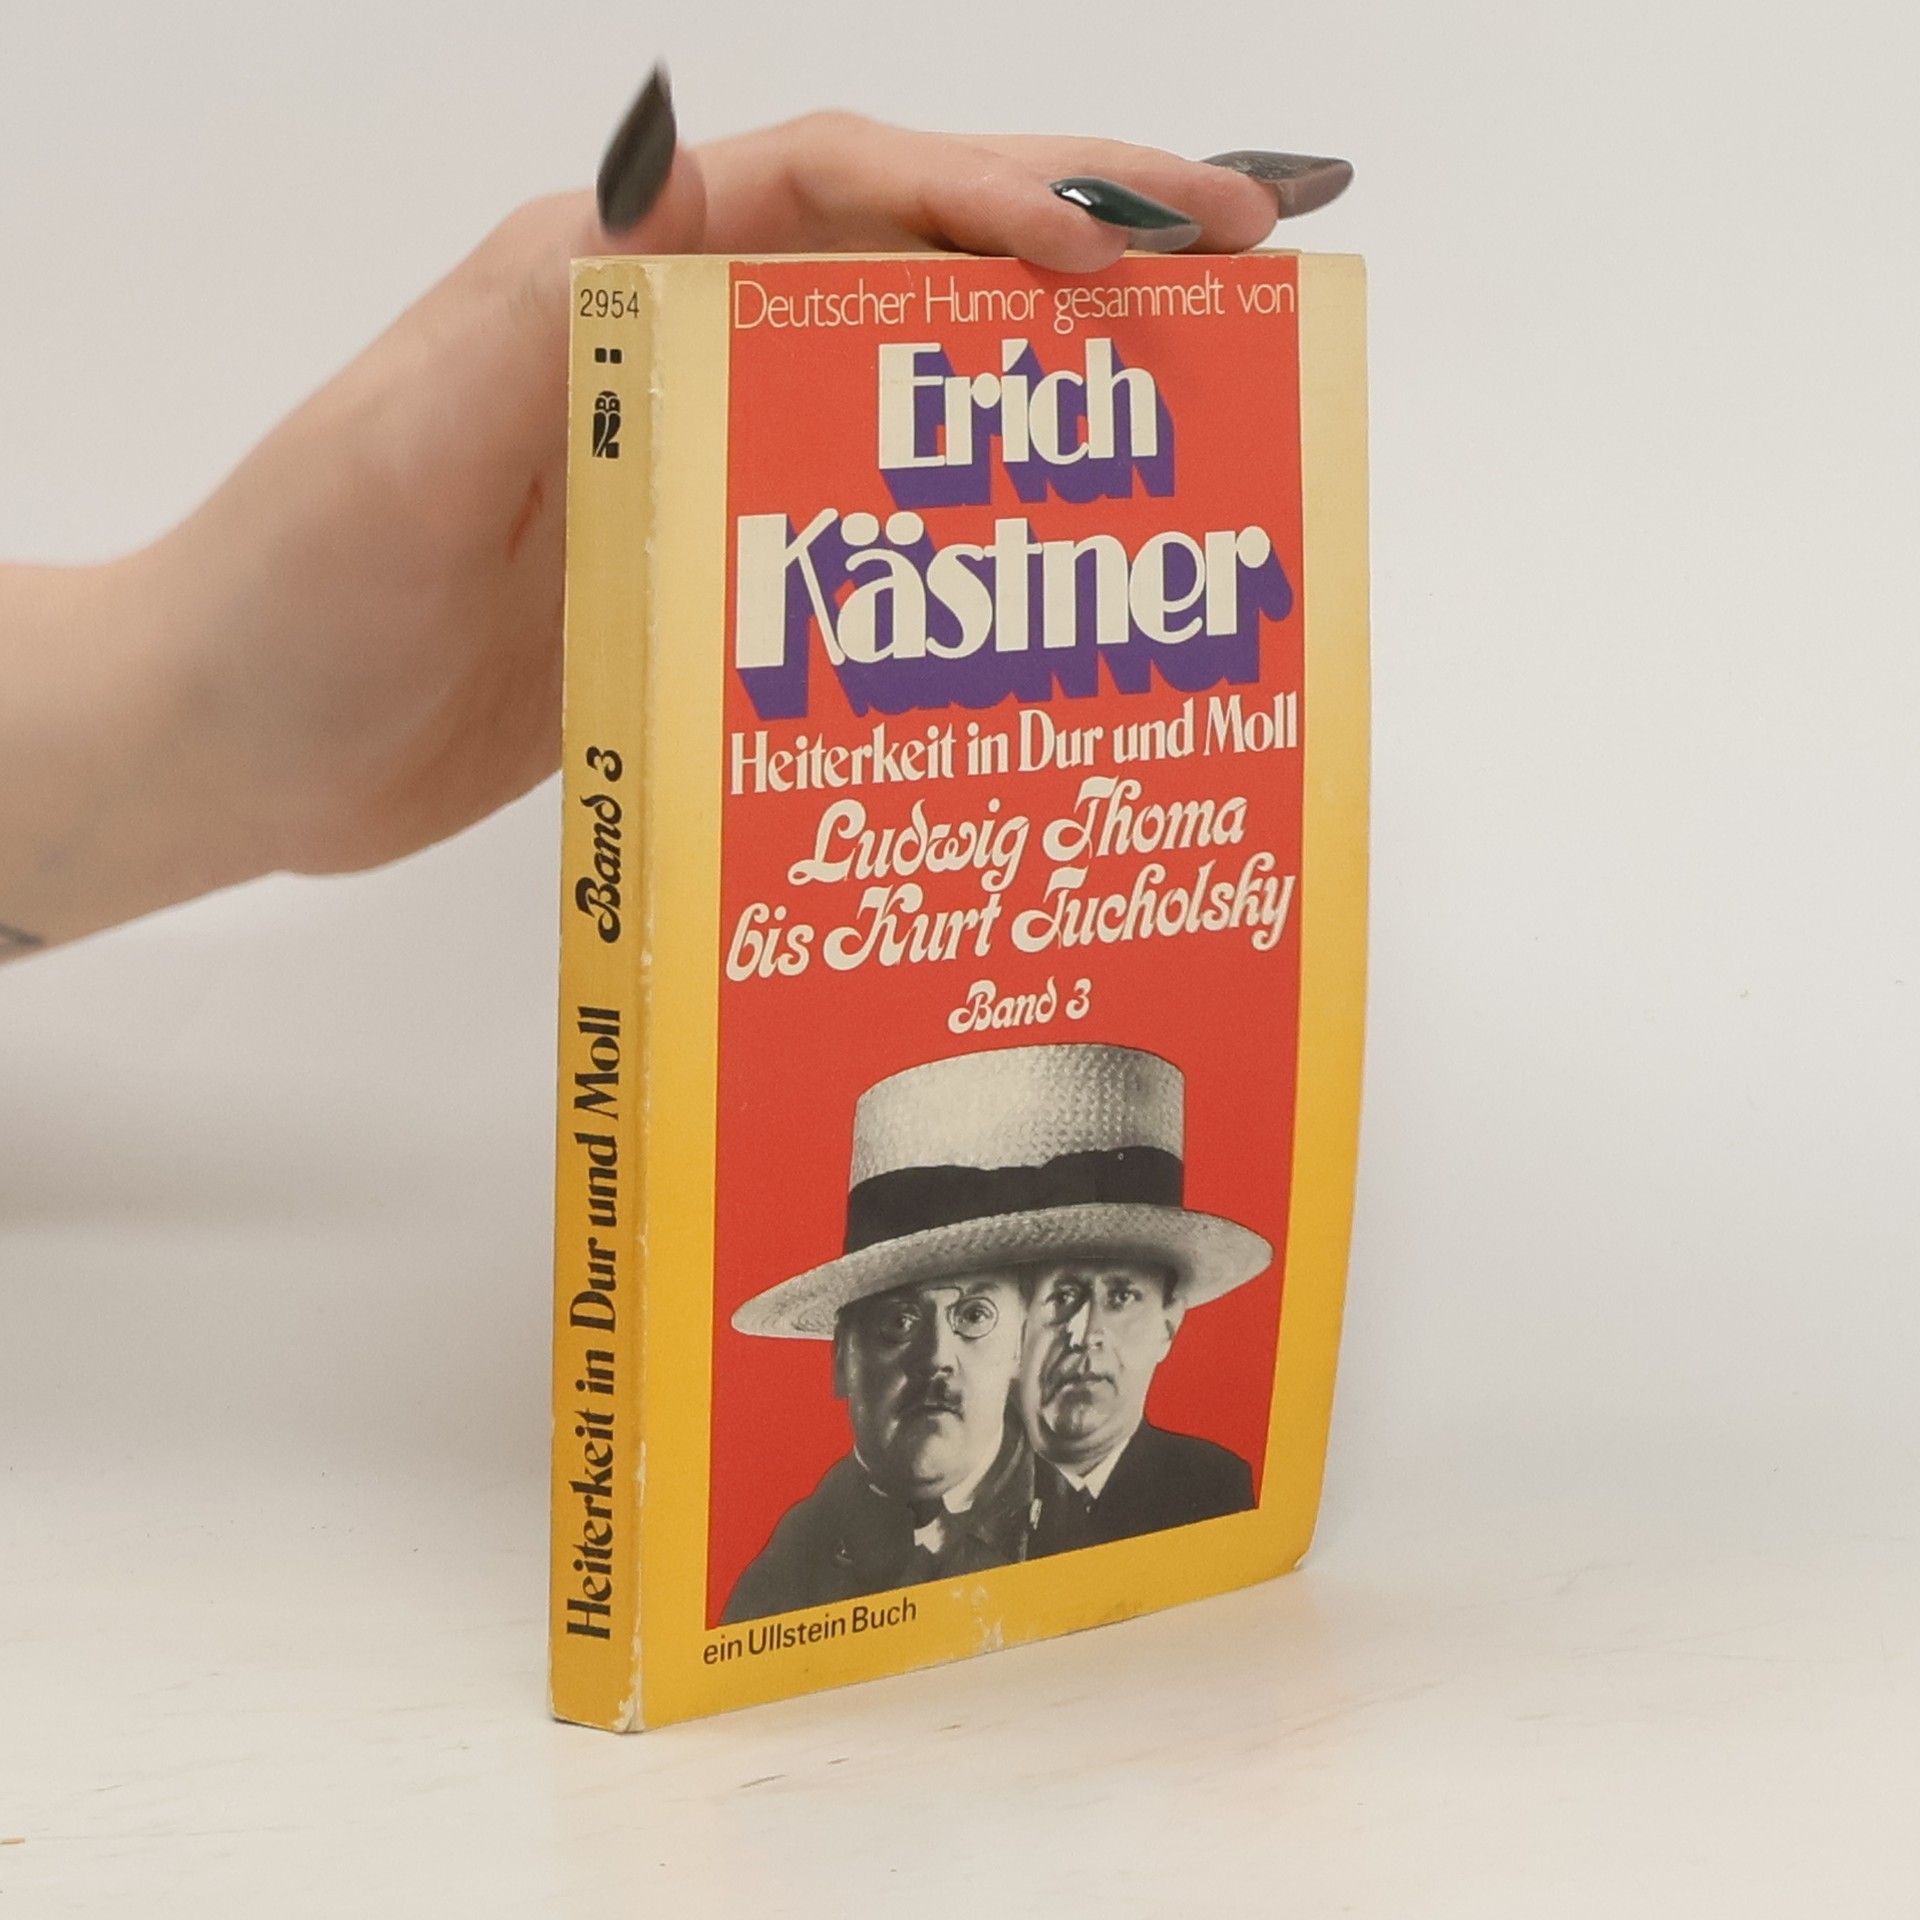 2954
Heiterkeit in Dur und Moll Band 3
Deutscher Humor gesammelt von
Erich
Kästner
Heiterkeit in Dur und Moll
Ludwig Thoma
bis Kurt Tucholsky
Band 3
ein Ullstein Buch